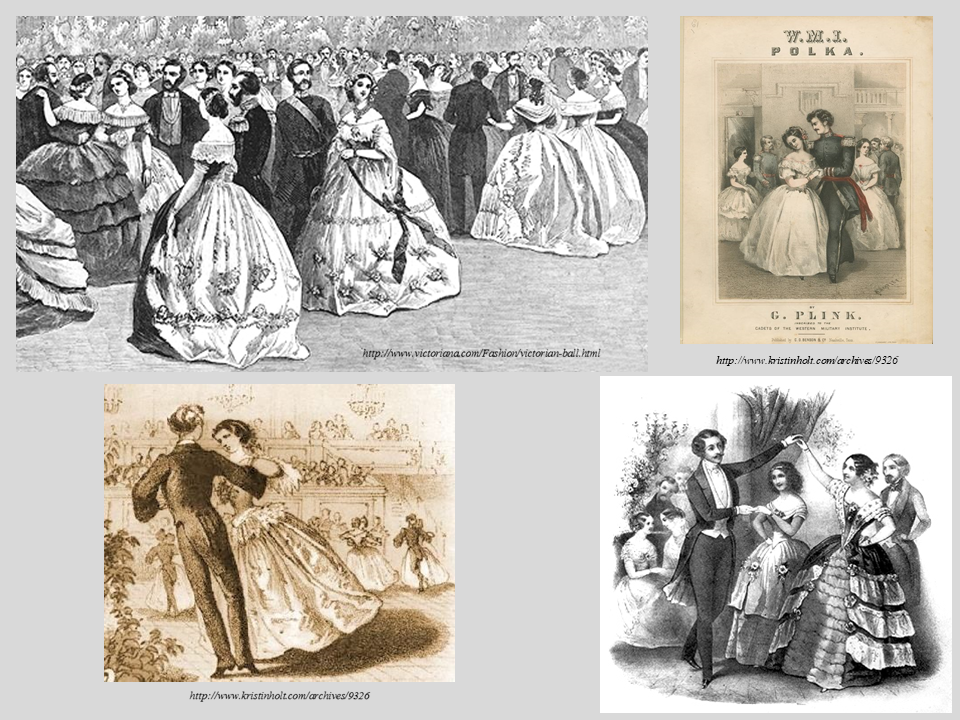 http://www.victoriana.com/Fashion/victorian-ball.html
W.M.I.
POLKA.
BY
G. PLINK.
CADETS OF THE WESTERN MILITARY INSTITUTE.
http://www.kristinholt.com/archives/9326
http://www.kristinholt.com/archives/9326